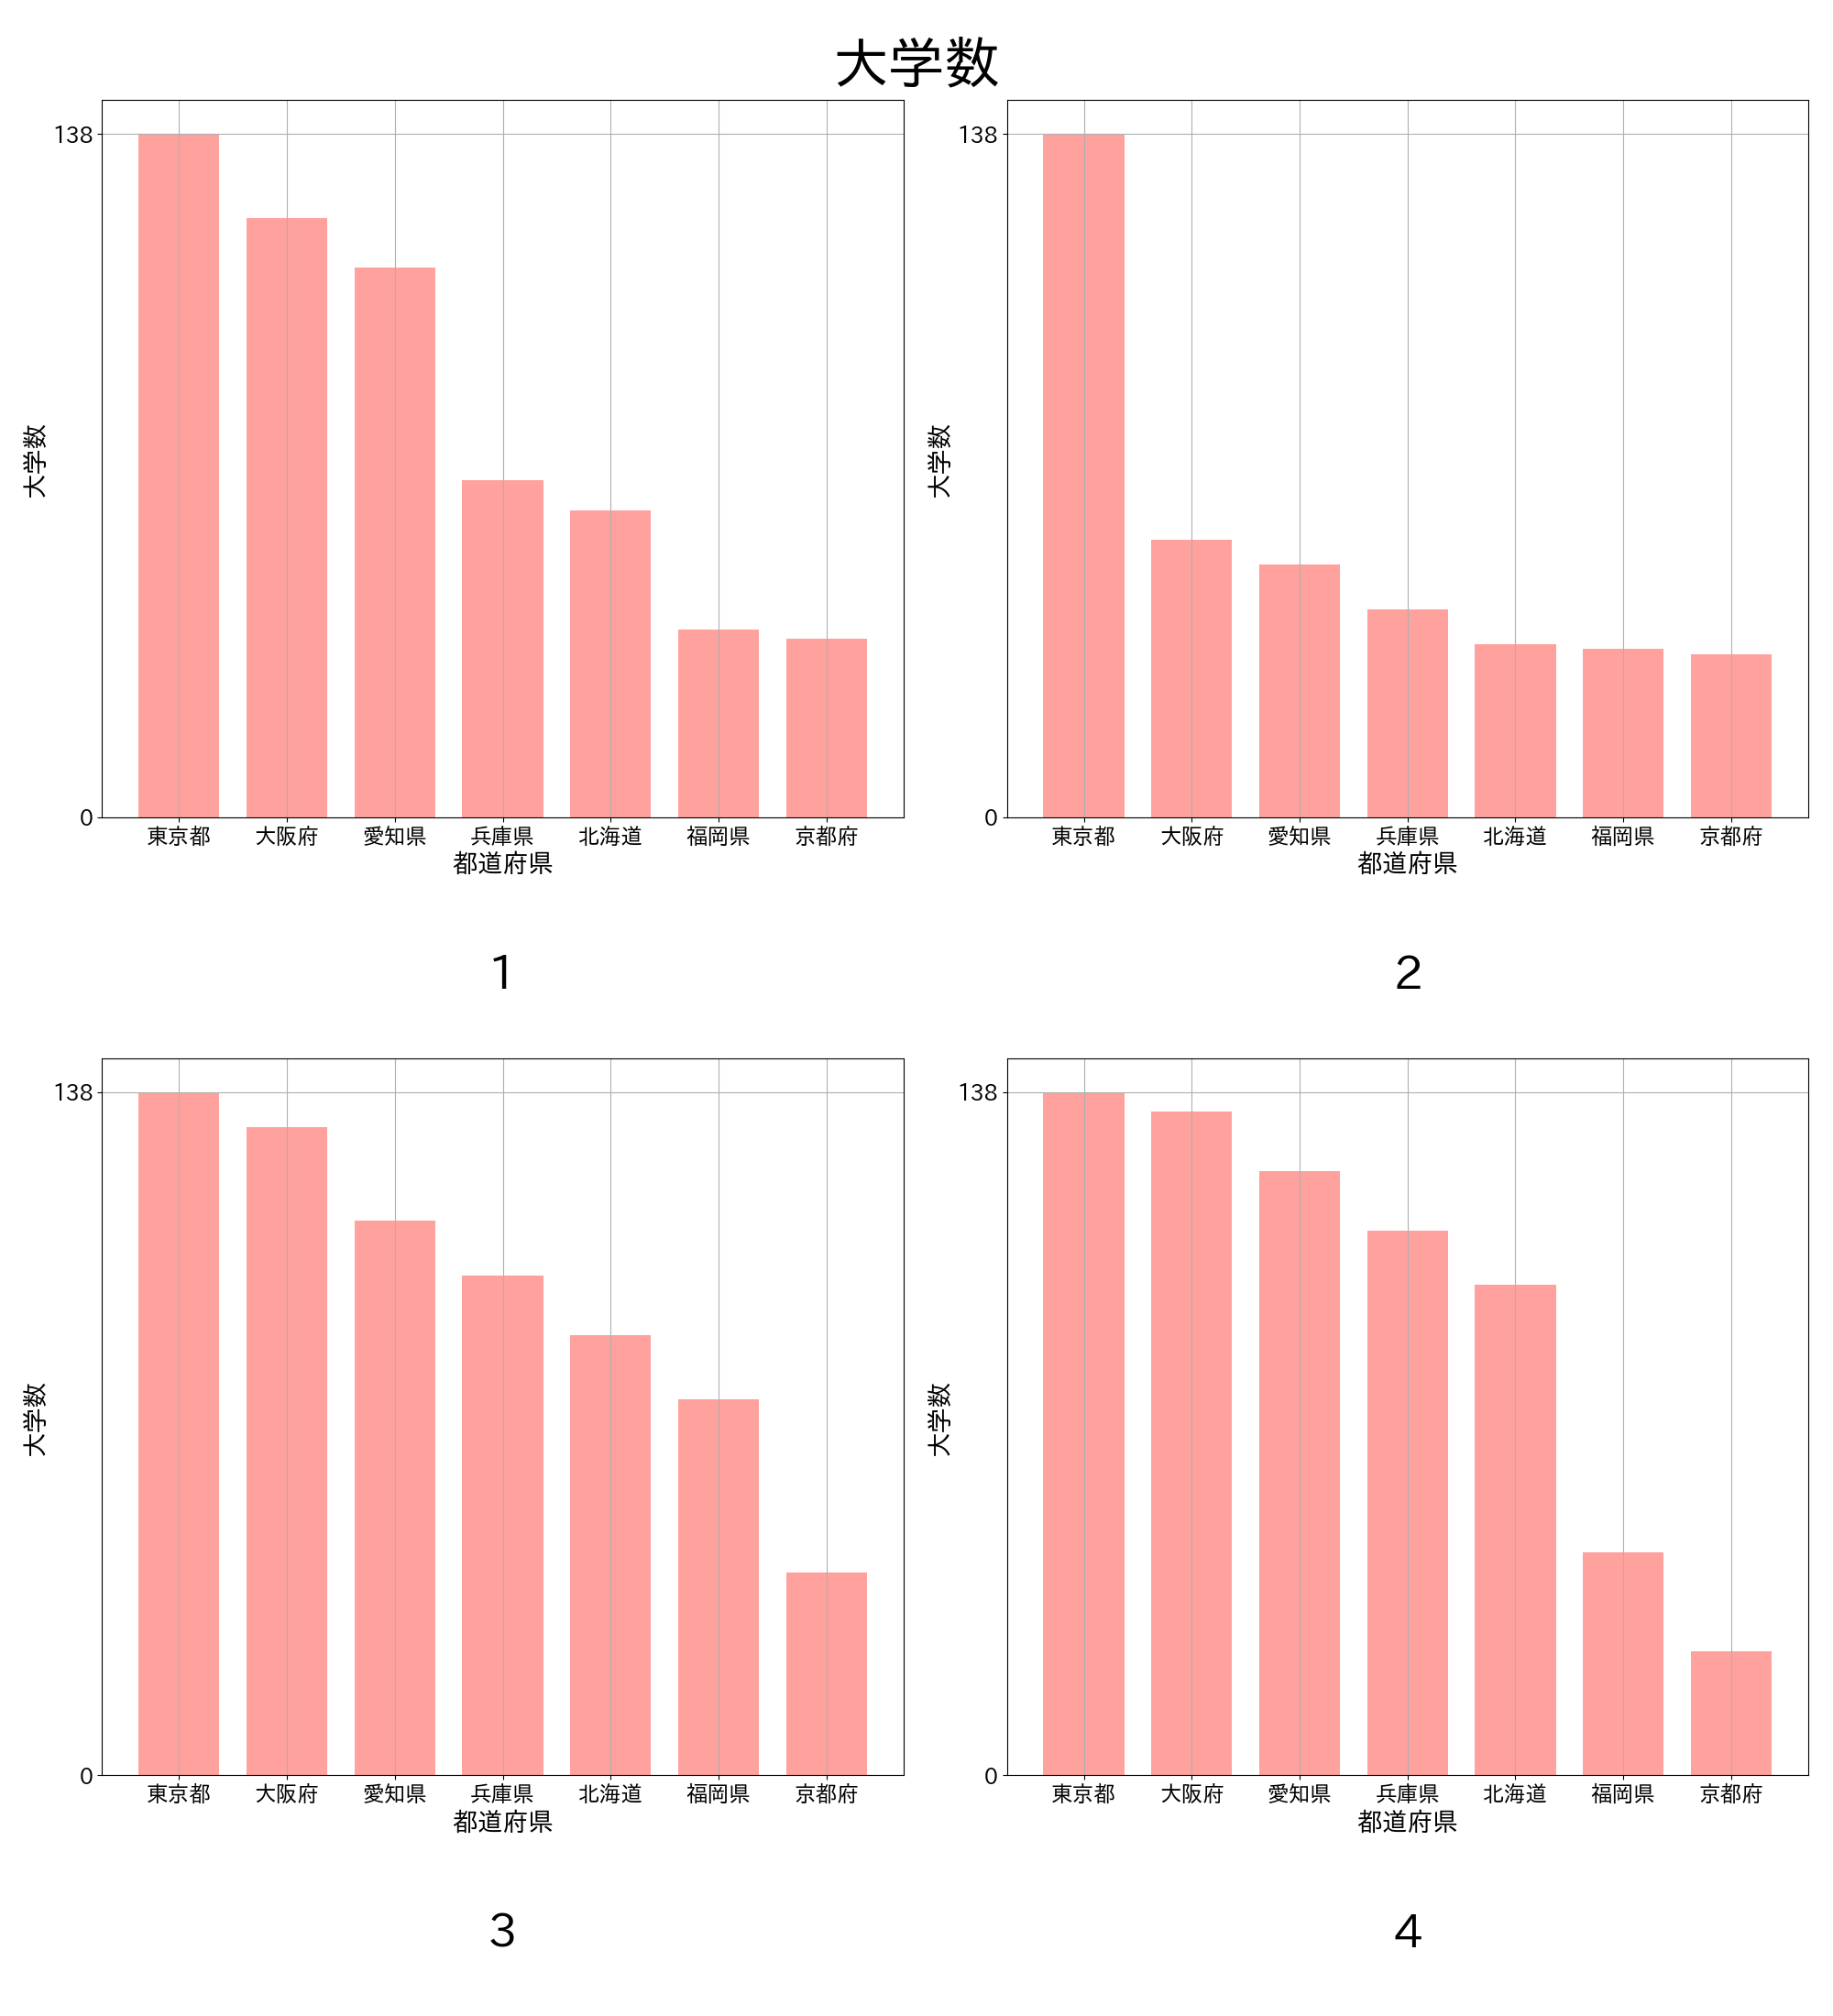 大学数
138
0
大学数
東京都 大阪府 愛知県 兵庫県 北海道 福岡県 京都府
都道府県
1
138
0
大学数
東京都 大阪府 愛知県 兵庫県 北海道 福岡県 京都府
都道府県
2
138
0
大学数
東京都 大阪府 愛知県 兵庫県 北海道 福岡県 京都府
都道府県
3
138
0
大学数
東京都 大阪府 愛知県 兵庫県 北海道 福岡県 京都府
都道府県
4